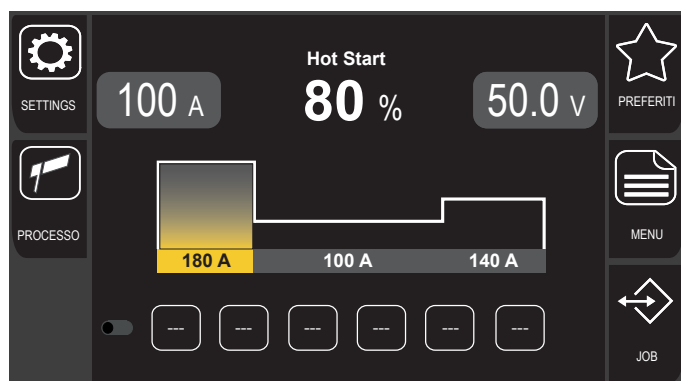 SETTINGS
PROCESSO
Hot Start
100 A
80 %
50.0 V
180 A
100 A
140 A
--- --- --- --- --- ---
PREFERITI
MENU
JOB